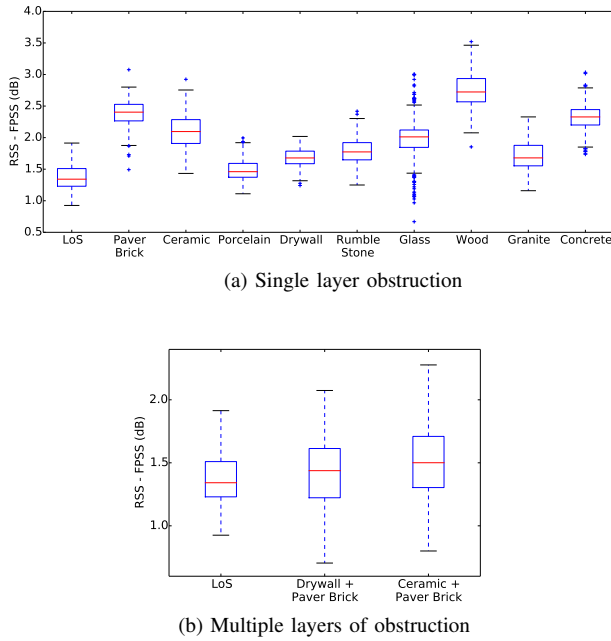 4.0
3.5
3.0
2.5
2.0
1.5
1.0
0.5
RSS - FPSS (dB)
LoS Paver Brick Ceramic Porcelain Drywall Rumble Stone Glass Wood Granite Concrete
(a) Single layer obstruction
2.0
1.5
1.0
RSS - FPSS (dB)
LoS Drywall + Paver Brick Ceramic + Paver Brick
(b) Multiple layers of obstruction